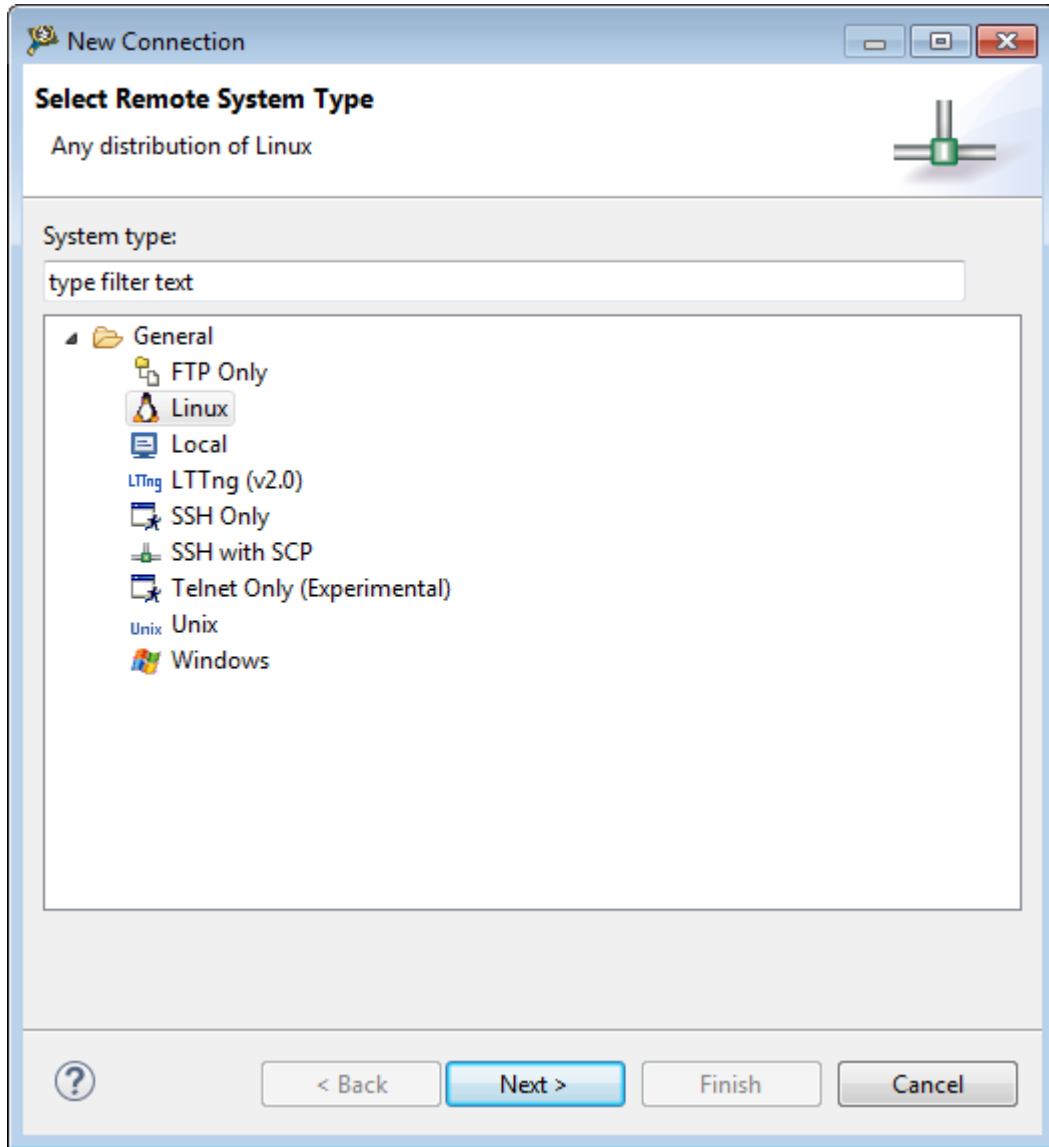 New Connection
Select Remote System Type
Any distribution of Linux
System type:
type filter text
General
FTP Only
Linux
Local
LTTng LTTng (v2.0)
SSH Only
SSH with SCP
Telnet Only (Experimental)
Unix Unix
Windows
? < Back Next > Finish Cancel